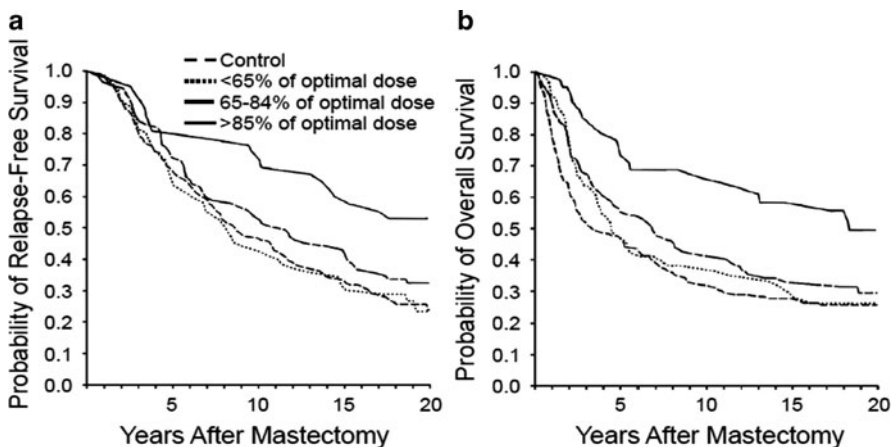 a
Probability of Relapse-Free Survival
1.0
0.9
0.8
0.7
0.6
0.5
0.4
0.3
0.2
0.1
0.0
Control
<65% of optimal dose
65-84% of optimal dose
>85% of optimal dose
5 10 15 20
Years After Mastectomy
b
Probability of Overall Survival
1.0
0.9
0.8
0.7
0.6
0.5
0.4
0.3
0.2
0.1
0.0
5 10 15 20
Years After Mastectomy